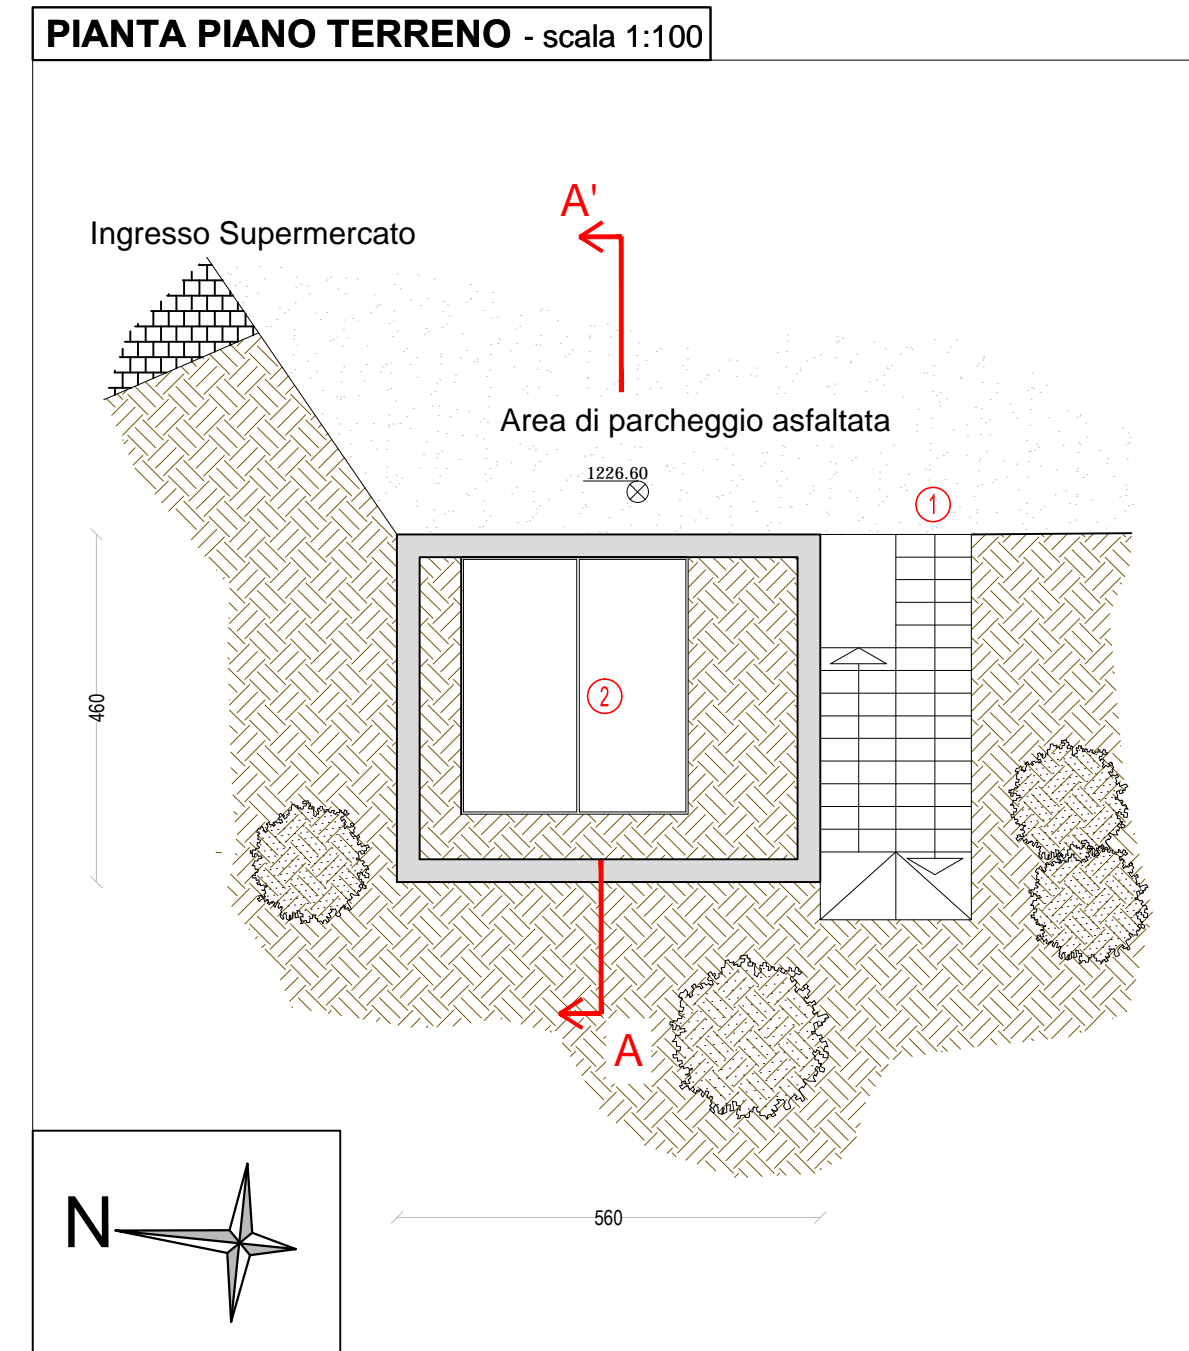 PIANTA PIANO TERRENO - scala 1:100
A'
Ingresso Supermercato
Area di parcheggio asfaltata
1226.60
1
2
460
A
N
560